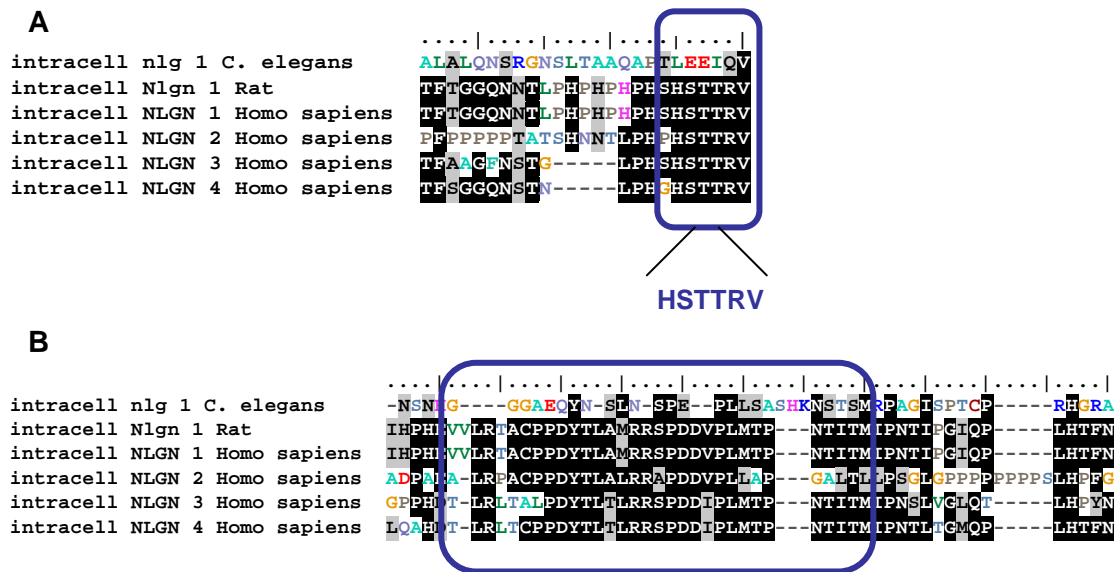 A
....|....|....|....|....|
intracell nlg 1 C. elegans ALALQNSRGNSLTAAQAPTLEEIQV
intracell Nlgn 1 Rat TFTGGQNNTLPHPHPHPHSHSTTRV
intracell NLGN 1 Homo sapiens TFTGGQNNTLPHPHPHPHSHSTTRV
intracell NLGN 2 Homo sapiens PFPPPPPTATSHNNTLPHPHSTTRV
intracell NLGN 3 Homo sapiens TFAAGFNSTG-----LPHSHSTTRV
intracell NLGN 4 Homo sapiens TFSGGQNSTN-----LPHGHSTTRV
HSTTRV
B
....|....|....|....|....|....|....|....|....|....|....|....|
intracell nlg 1 C. elegans -NSNHG----GGAEQYN-SLN-SPE--PLLSASHKNSTSMRPAGISPTCP-----RHGRA
intracell Nlgn 1 Rat IHPHEVVLRTACPPDYTLAMRRSPDDVPLMTP---NTITMIPNTIPGIQP-----LHTFN
intracell NLGN 1 Homo sapiens IHPHEVVLRTACPPDYTLAMRRSPDDVPLMTP---NTITMIPNTIPGIQP-----LHTFN
intracell NLGN 2 Homo sapiens ADPAPA-LRPACPPDYTLALRRAPDDVPLLAP---GALTLLPSGLGPPPPPPPPSLHPFG
intracell NLGN 3 Homo sapiens GPPHDT-LRLTALPDYTLTLRRSPDDIPLMTP---NTITMIPNSLVGLQT-----LHPYN
intracell NLGN 4 Homo sapiens LQAHDT-LRLTCPPDYTLTLRRSPDDIPLMTP---NTITMIPNTLTGMQP-----LHTFN